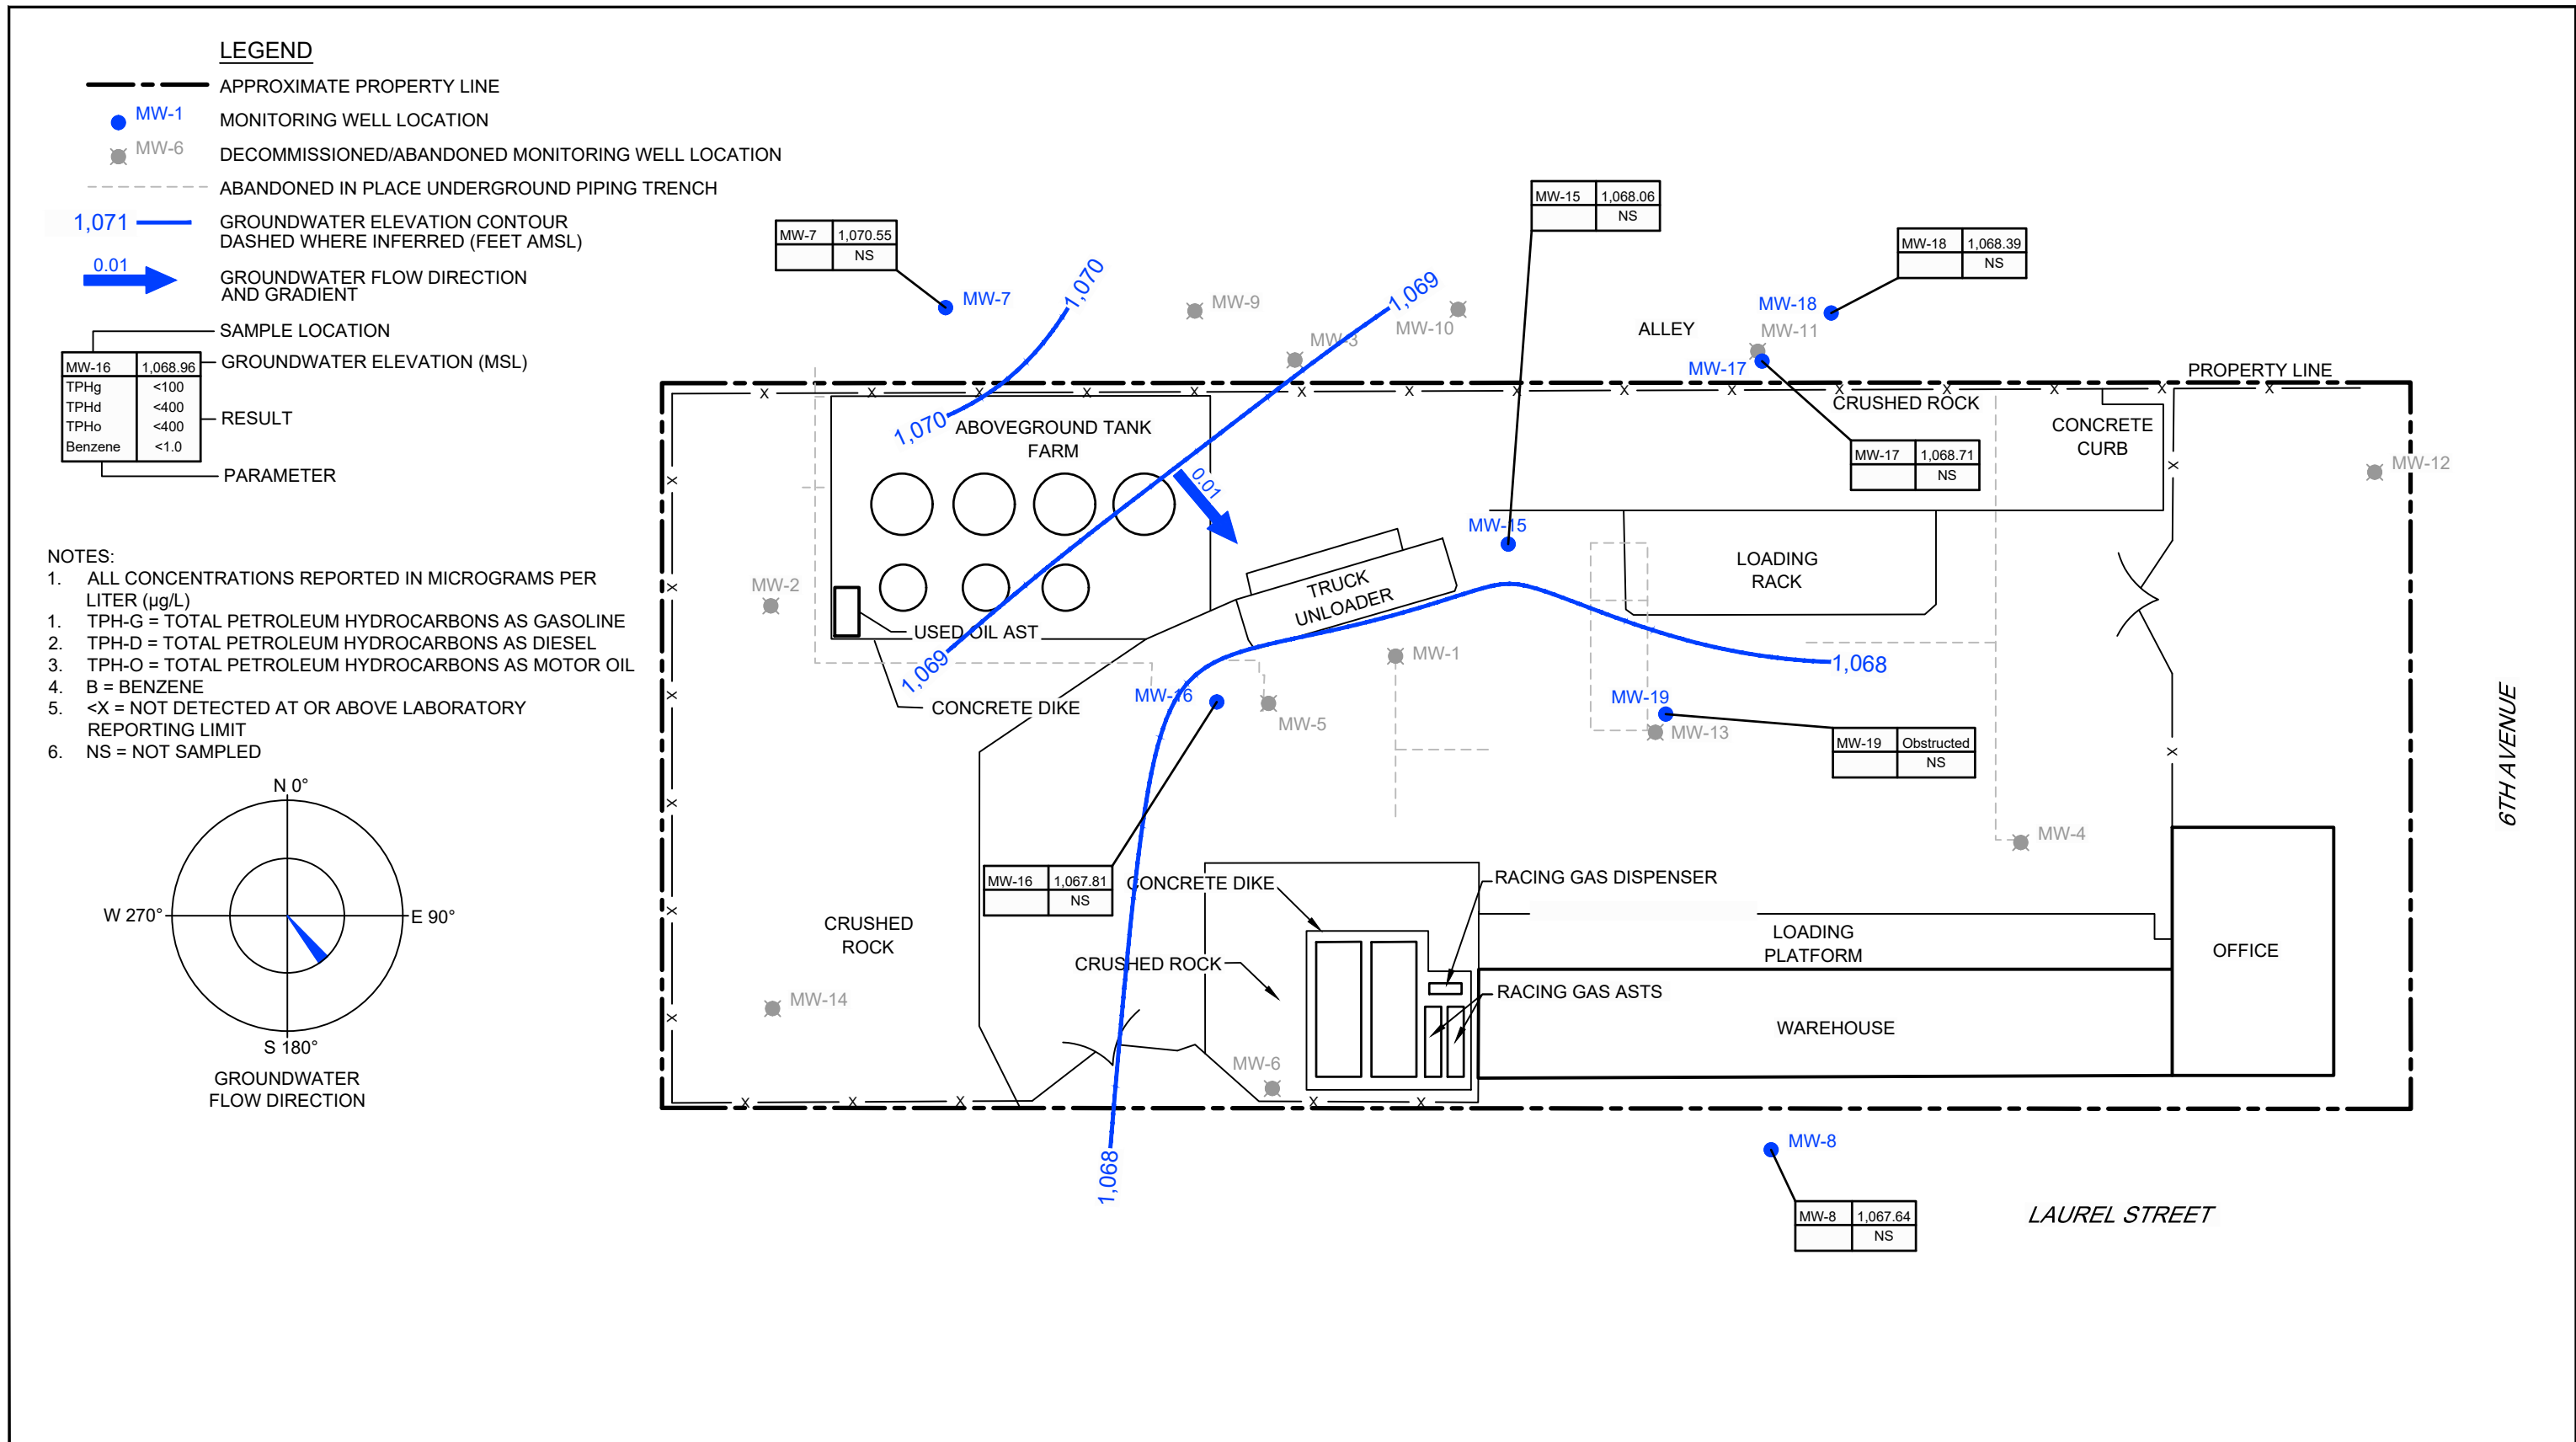 LEGEND
APPROXIMATE PROPERTY LINE
MW-1
MONITORING WELL LOCATION
MW-6
DECOMMISSIONED/ABANDONED MONITORING WELL LOCATION
ABANDONED IN PLACE UNDERGROUND PIPING TRENCH
1,071
GROUNDWATER ELEVATION CONTOUR
DASHED WHERE INFERRED (FEET AMSL)
0.01
GROUNDWATER FLOW DIRECTION
AND GRADIENT
SAMPLE LOCATION
GROUNDWATER ELEVATION (MSL)
MW-16 1,068.96
TPHg <100
TPHd <400
TPHo <400
Benzene <1.0
RESULT
PARAMETER
NOTES:
1. ALL CONCENTRATIONS REPORTED IN MICROGRAMS PER
LITER (µg/L)
1. TPH-G = TOTAL PETROLEUM HYDROCARBONS AS GASOLINE
2. TPH-D = TOTAL PETROLEUM HYDROCARBONS AS DIESEL
3. TPH-O = TOTAL PETROLEUM HYDROCARBONS AS MOTOR OIL
4. B = BENZENE
5. <X = NOT DETECTED AT OR ABOVE LABORATORY
REPORTING LIMIT
6. NS = NOT SAMPLED
N 0°
W 270°
E 90°
S 180°
GROUNDWATER
FLOW DIRECTION
MW-7 1,070.55
NS
MW-7
1,070
1,070
MW-9
MW-3
MW-10
1,069
MW-15 1,068.06
NS
MW-18 1,068.39
NS
MW-18
ALLEY
MW-11
MW-17
PROPERTY LINE
CRUSHED ROCK
CONCRETE
CURB
MW-17 1,068.71
NS
MW-12
ABOVEGROUND TANK
FARM
0.01
MW-15
LOADING
RACK
TRUCK
UNLOADER
MW-2
USED OIL AST
1,069
CONCRETE DIKE
MW-16
MW-5
MW-1
1,068
MW-19
MW-13
MW-19 Obstructed
NS
6TH AVENUE
MW-4
MW-16 1,067.81
NS
CONCRETE DIKE
RACING GAS DISPENSER
CRUSHED
ROCK
CRUSHED ROCK
LOADING
PLATFORM
OFFICE
RACING GAS ASTS
MW-14
WAREHOUSE
MW-6
1,068
MW-8
MW-8 1,067.64
NS
LAUREL STREET